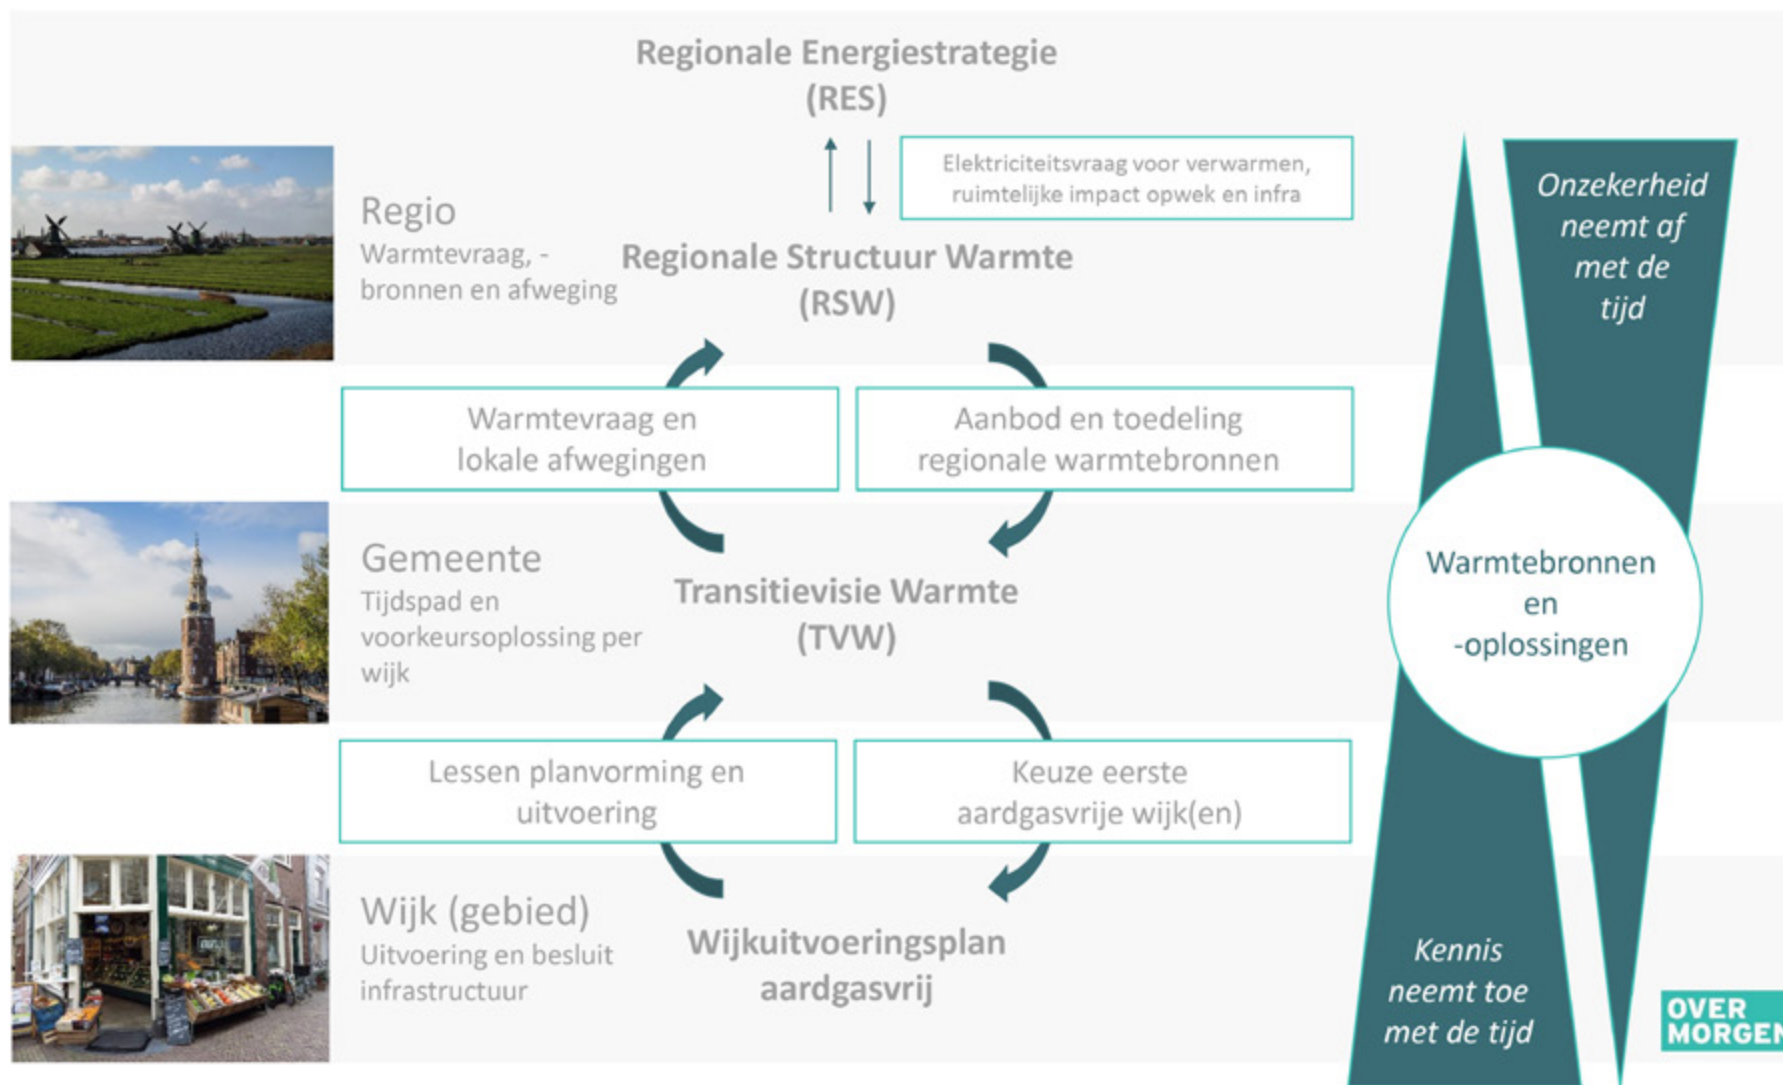 Regionale Energiestrategie
(RES)
Elektriciteitsvraag voor verwarmen,
ruimtelijke impact opwek en infra
Regio
Warmtevraag, -
bronnen en afweging
Regionale Structuur Warmte
(RSW)
Warmtevraag en
lokale afwegingen
Aanbod en toedeling
regionale warmtebronnen
Gemeente
Tijdspad en
voorkeursoplossing per
wijk
Transitievisie Warmte
(TVW)
Lessen planvorming en
uitvoering
Keuze eerste
aardgasvrije wijk(en)
Wijk (gebied)
Uitvoering en besluit
infrastructuur
Wijkuitvoeringsplan
aardgasvrij
Onzekerheid
neemt af
met de
tijd
Warmtebronnen
en
-oplossingen
Kennis
neemt toe
met de tijd
OVER
MORGEN